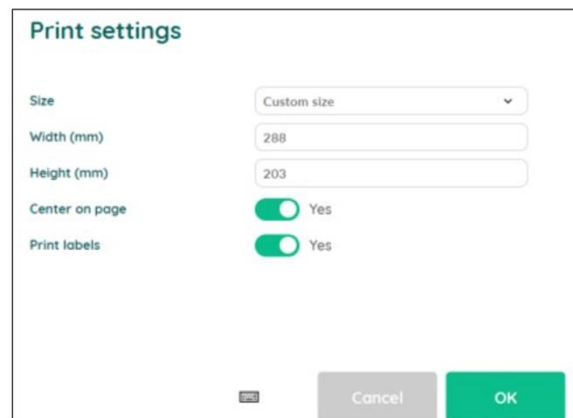 Print settings
Size Custom size
Width (mm) 288
Height (mm) 203
Center on page Yes
Print labels Yes
Cancel OK